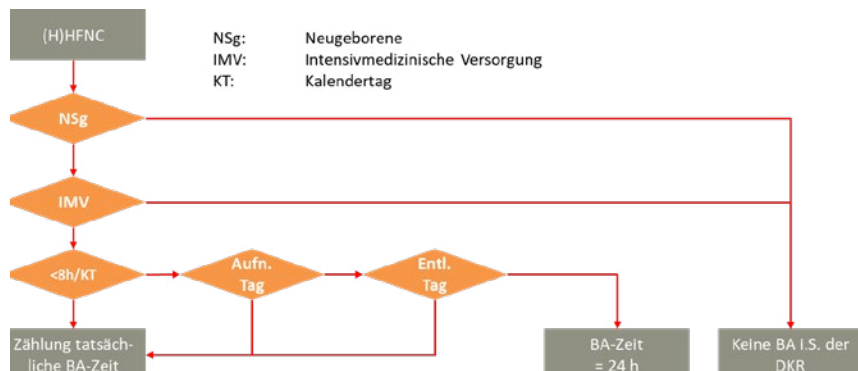 (H)HFNC
NSg: Neugeborene
IMV: Intensivmedizinische Versorgung
KT: Kalendertag
NSg
IMV
<8h/KT
Aufn.
Tag
Entl.
Tag
Zählung tatsäch-
liche BA-Zeit
BA-Zeit
= 24 h
Keine BA I.S. der
DKR